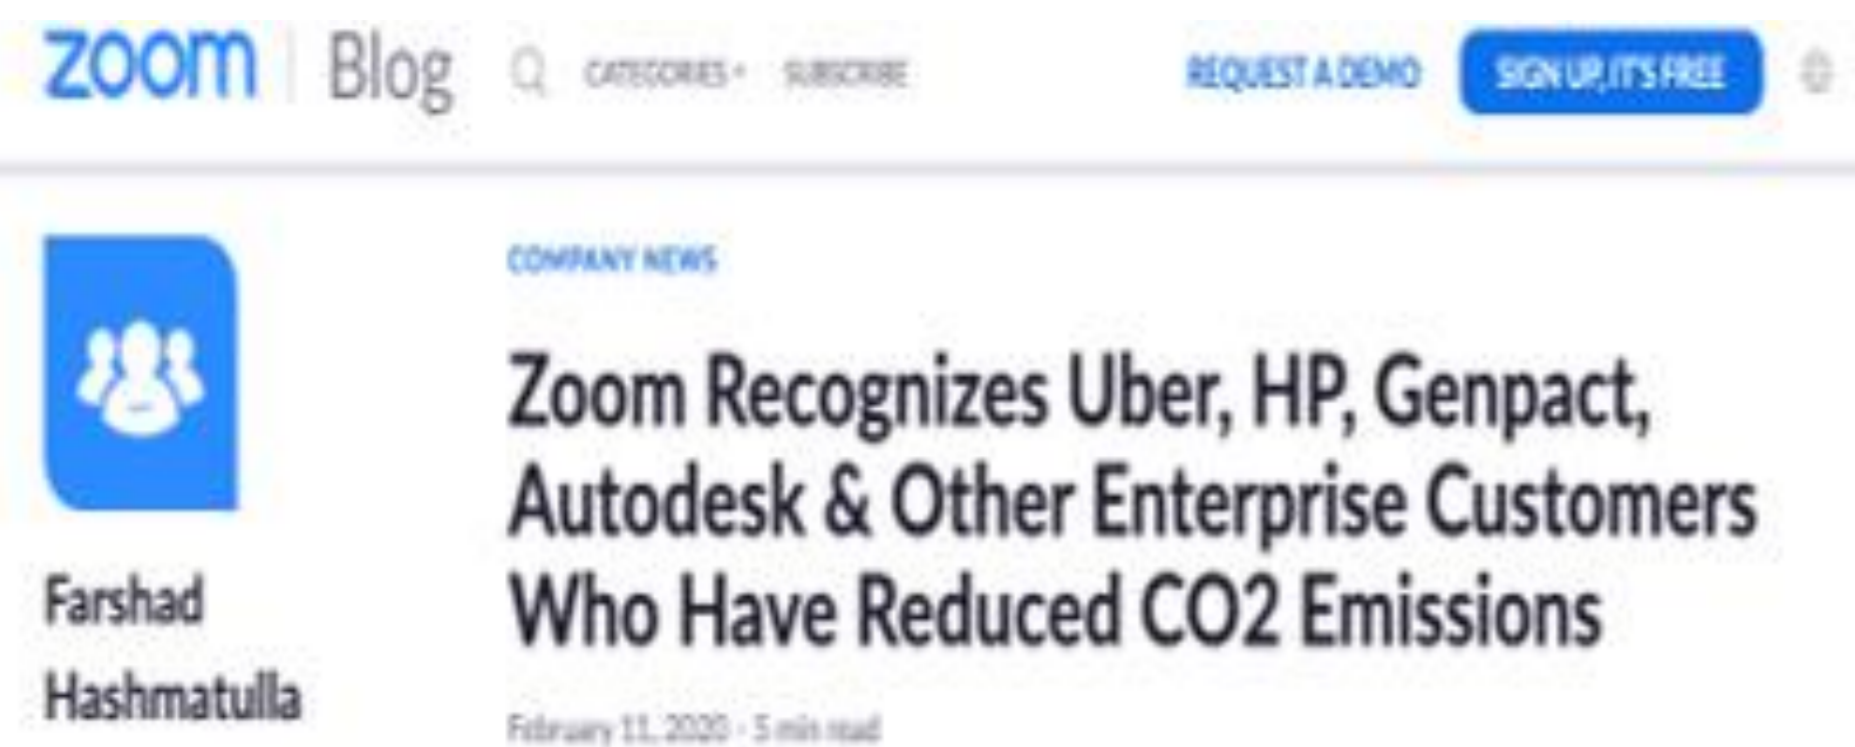 zoom | Blog CATEGORIES SUBSCRIBE REQUEST A DEMO SIGN UP, IT'S FREE
COMPANY NEWS
Zoom Recognizes Uber, HP, Genpact,
Autodesk & Other Enterprise Customers
Who Have Reduced CO2 Emissions
February 11, 2020 · 5 min read
Farshad
Hashmatulla